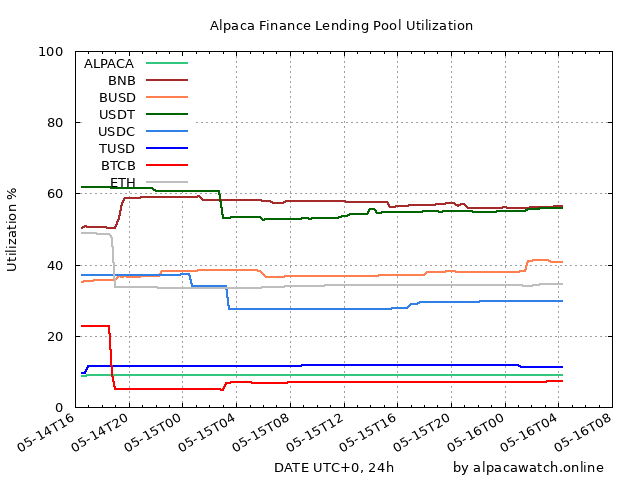 Alpaca Finance Lending Pool Utilization
100
80
60
40
20
0
Utilization %
ALPACA
BNB
BUSD
USDT
USDC
TUSD
BTCB
ETH
05-14T16
05-14T20
05-15T00
05-15T04
05-15T08
05-15T12
05-15T16
05-15T20
05-16T00
05-16T04
05-16T08
DATE UTC+0, 24h
by alpacawatch.online